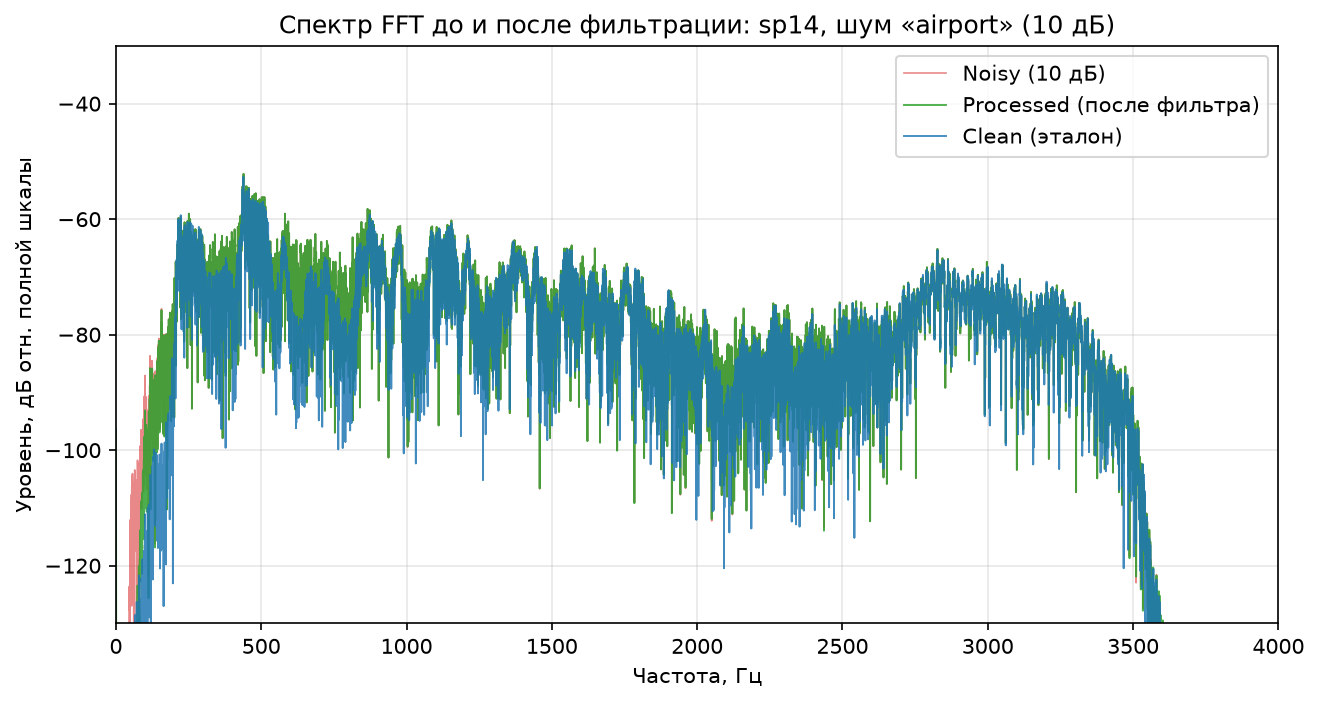 Спектр FFT до и после фильтрации: sp14, шум «airport» (10 дБ)
Noisy (10 дБ)
Processed (после фильтра)
Clean (эталон)
Уровень, дБ отн. полной шкалы
−40
−60
−80
−100
−120
0
500
1000
1500
2000
2500
3000
3500
4000
Частота, Гц